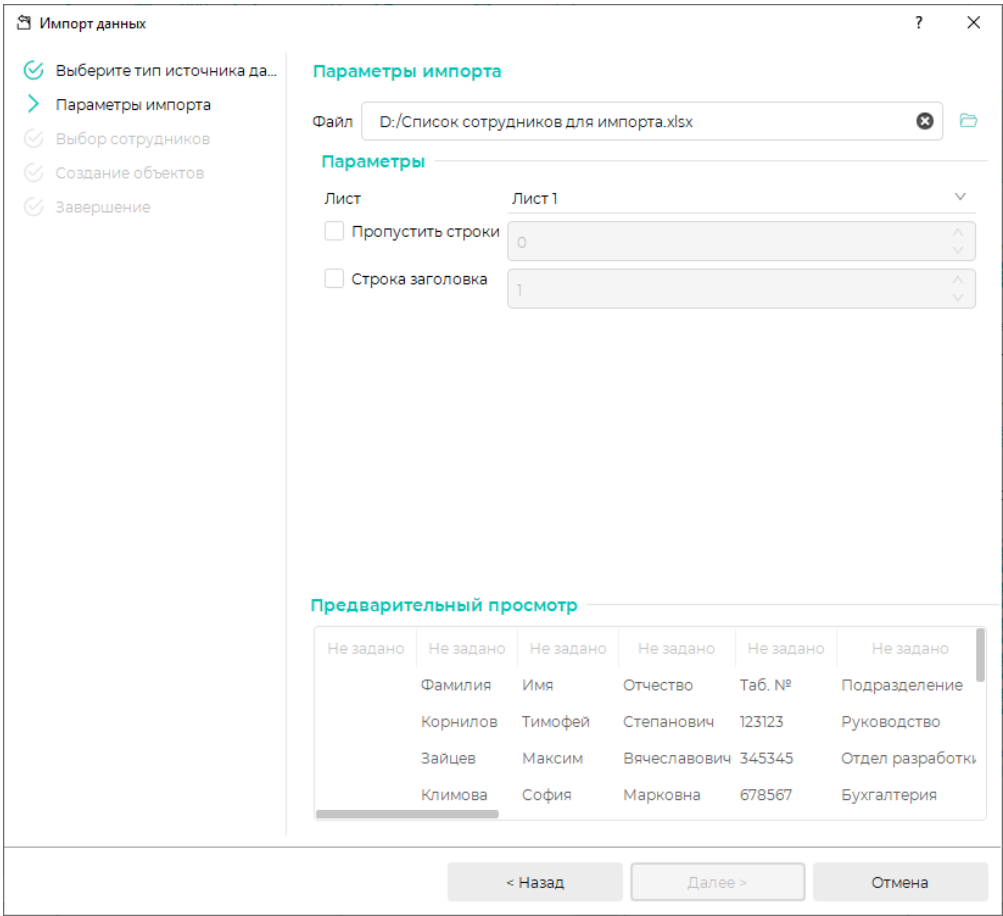 Импорт данных
?
Выберите тип источника да...
Параметры импорта
Выбор сотрудников
Создание объектов
Завершение
Параметры импорта
Файл D:/Список сотрудников для импорта.xlsx
Параметры
Лист Лист 1
Пропустить строки 0
Строка заголовка 1
Предварительный просмотр
Не задано Не задано Не задано Не задано Не задано Не задано
Фамилия Имя Отчество Таб. № Подразделение
Корнилов Тимофей Степанович 123123 Руководство
Зайцев Максим Вячеславович 345345 Отдел разработки
Климова София Марковна 678567 Бухгалтерия
< Назад Далее > Отмена